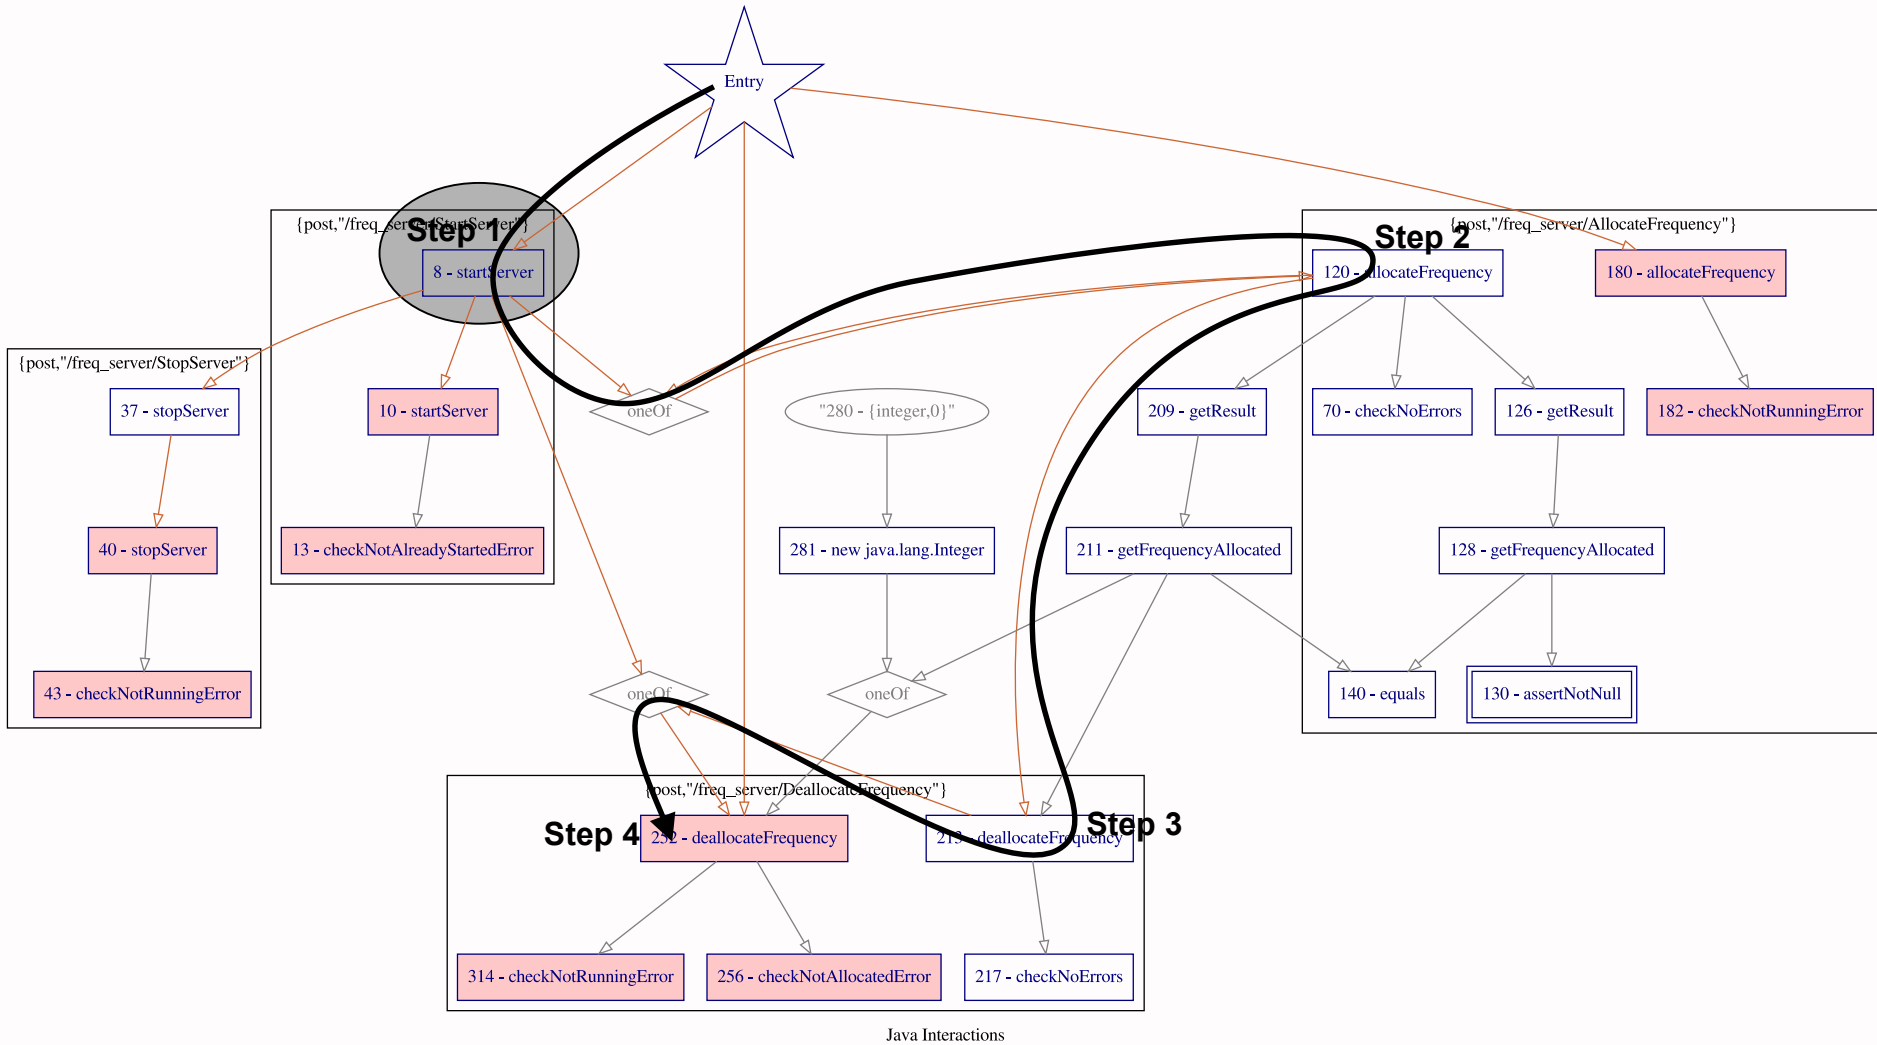 Entry
{post,"/freq_server/StartServer"}
Step 1
Step 2
{post,"/freq_server/AllocateFrequency"}
8 - startServer
120 - allocateFrequency
180 - allocateFrequency
{post,"/freq_server/StopServer"}
37 - stopServer
10 - startServer
oneOf
"280 - {integer,0}"
209 - getResult
70 - checkNoErrors
126 - getResult
182 - checkNotRunningError
40 - stopServer
13 - checkNotAlreadyStartedError
281 - new java.lang.Integer
211 - getFrequencyAllocated
128 - getFrequencyAllocated
43 - checkNotRunningError
oneOf
oneOf
140 - equals
130 - assertNotNull
{post,"/freq_server/DeallocateFrequency"}
Step 4
252 - deallocateFrequency
213 - deallocateFrequency
Step 3
314 - checkNotRunningError
256 - checkNotAllocatedError
217 - checkNoErrors
Java Interactions